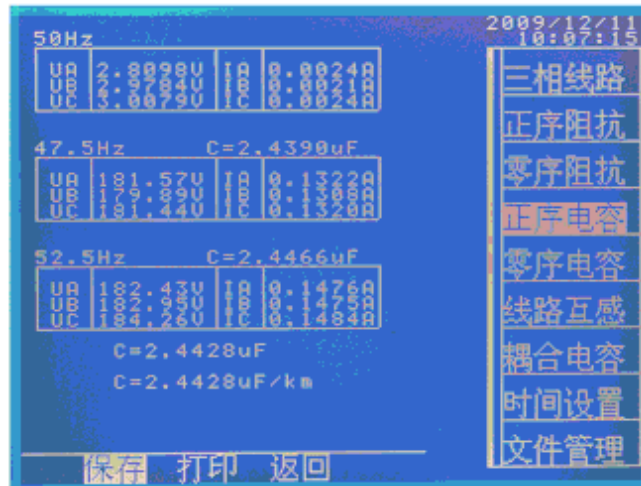 2009/12/11
10:07:15
50Hz
UA 2.8098V IA 0.0024A
UB 2.9784V IB 0.0021A
UC 3.0079V IC 0.0024A
47.5Hz C=2.4390uF
UA 181.57V IA 0.1322A
UB 179.89V IB 0.1308A
UC 181.44V IC 0.1320A
52.5Hz C=2.4466uF
UA 182.43V IA 0.1476A
UB 182.95V IB 0.1475A
UC 184.26V IC 0.1484A
C=2.4428uF
C=2.4428uF/km
三相线路
正序阻抗
零序阻抗
正序电容
零序电容
线路互感
耦合电容
时间设置
文件管理
保存 打印 返回